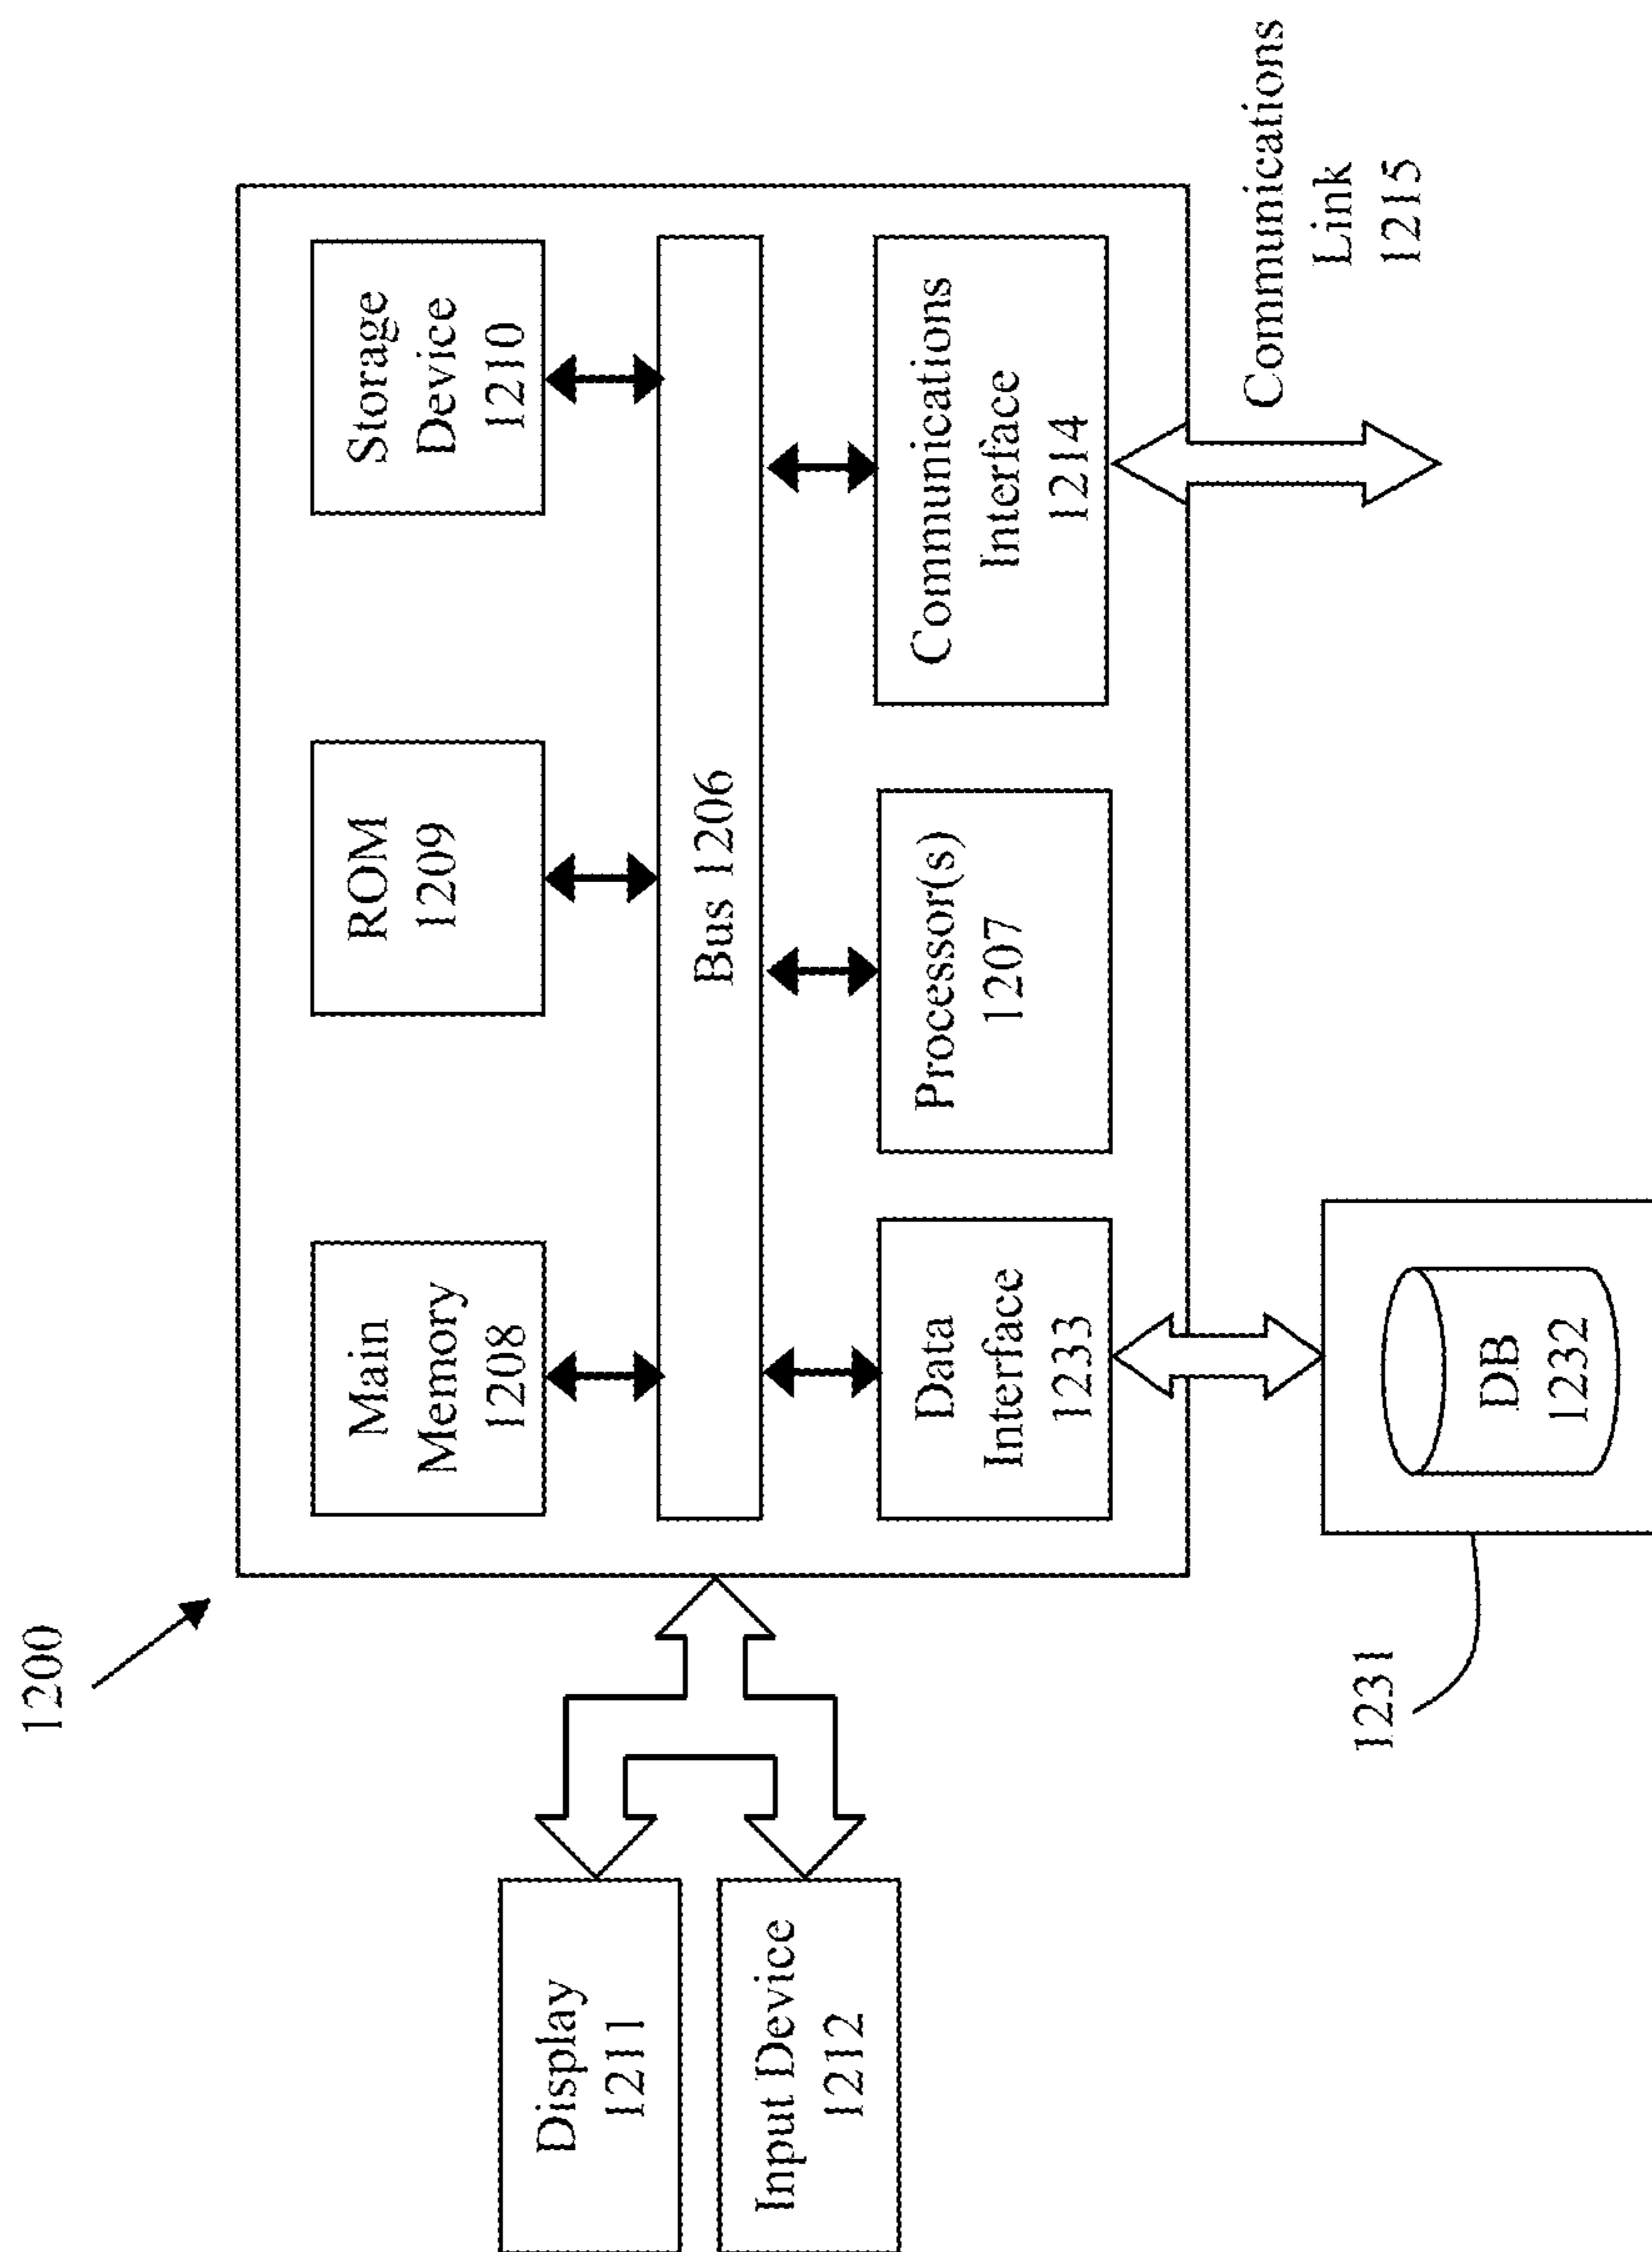 1200
Display
1211
Input Device
1212
Main
Memory
1208
ROM
1209
Storage
Device
1210
Bus 1206
Data
Interface
1233
Processor(s)
1207
Communications
Interface
1214
Communications
Link
1215
1231
DB
1232